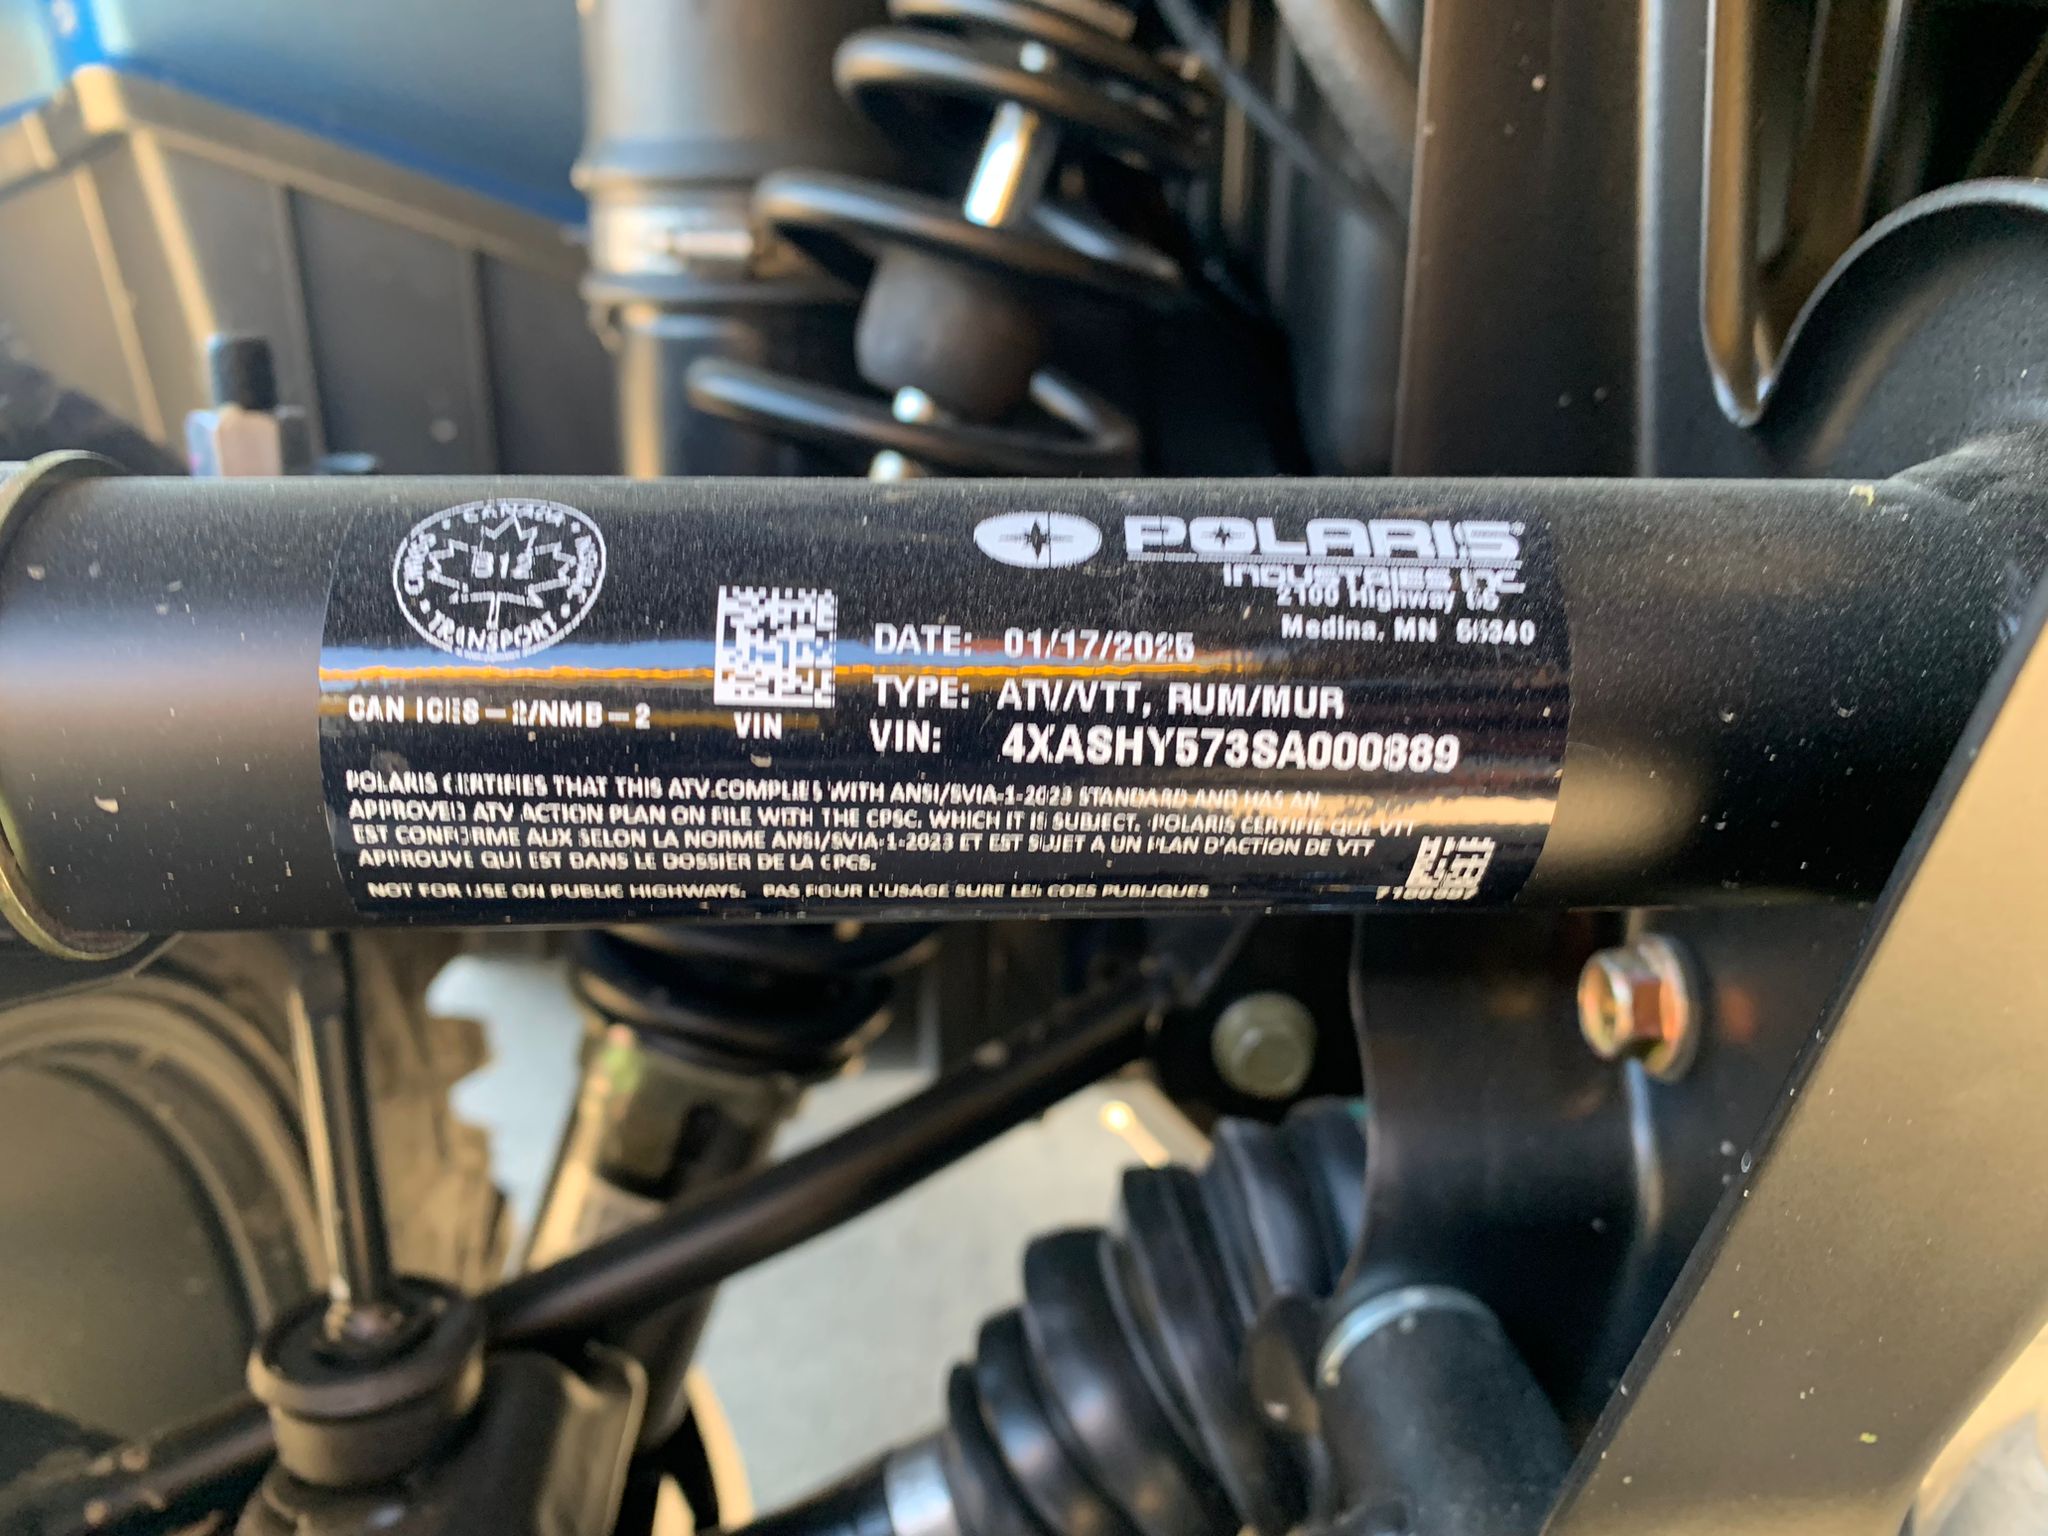 CANADA
CMVSS NSVAC
312
TRANSPORT
CAN ICES-2/NMB-2
VIN
POLARIS
INDUSTRIES INC.
2100 Highway 55
Medina, MN 55340
DATE: 01/17/2025
TYPE: ATV/VTT, RUM/MUR
VIN: 4XASHY573SA000889
POLARIS CERTIFIES THAT THIS ATV COMPLIES WITH ANSI/SVIA-1-2023 STANDARD AND HAS AN
APPROVED ATV ACTION PLAN ON FILE WITH THE CPSC, WHICH IT IS SUBJECT. POLARIS CERTIFIE QUE VTT
EST CONFORME AUX SELON LA NORME ANSI/SVIA-1-2023 ET EST SUJET A UN PLAN D'ACTION DE VTT
APPROUVE QUI EST DANS LE DOSSIER DE LA CPCS.
NOT FOR USE ON PUBLIC HIGHWAYS. PAS POUR L'USAGE SURE LES COES PUBLIQUES